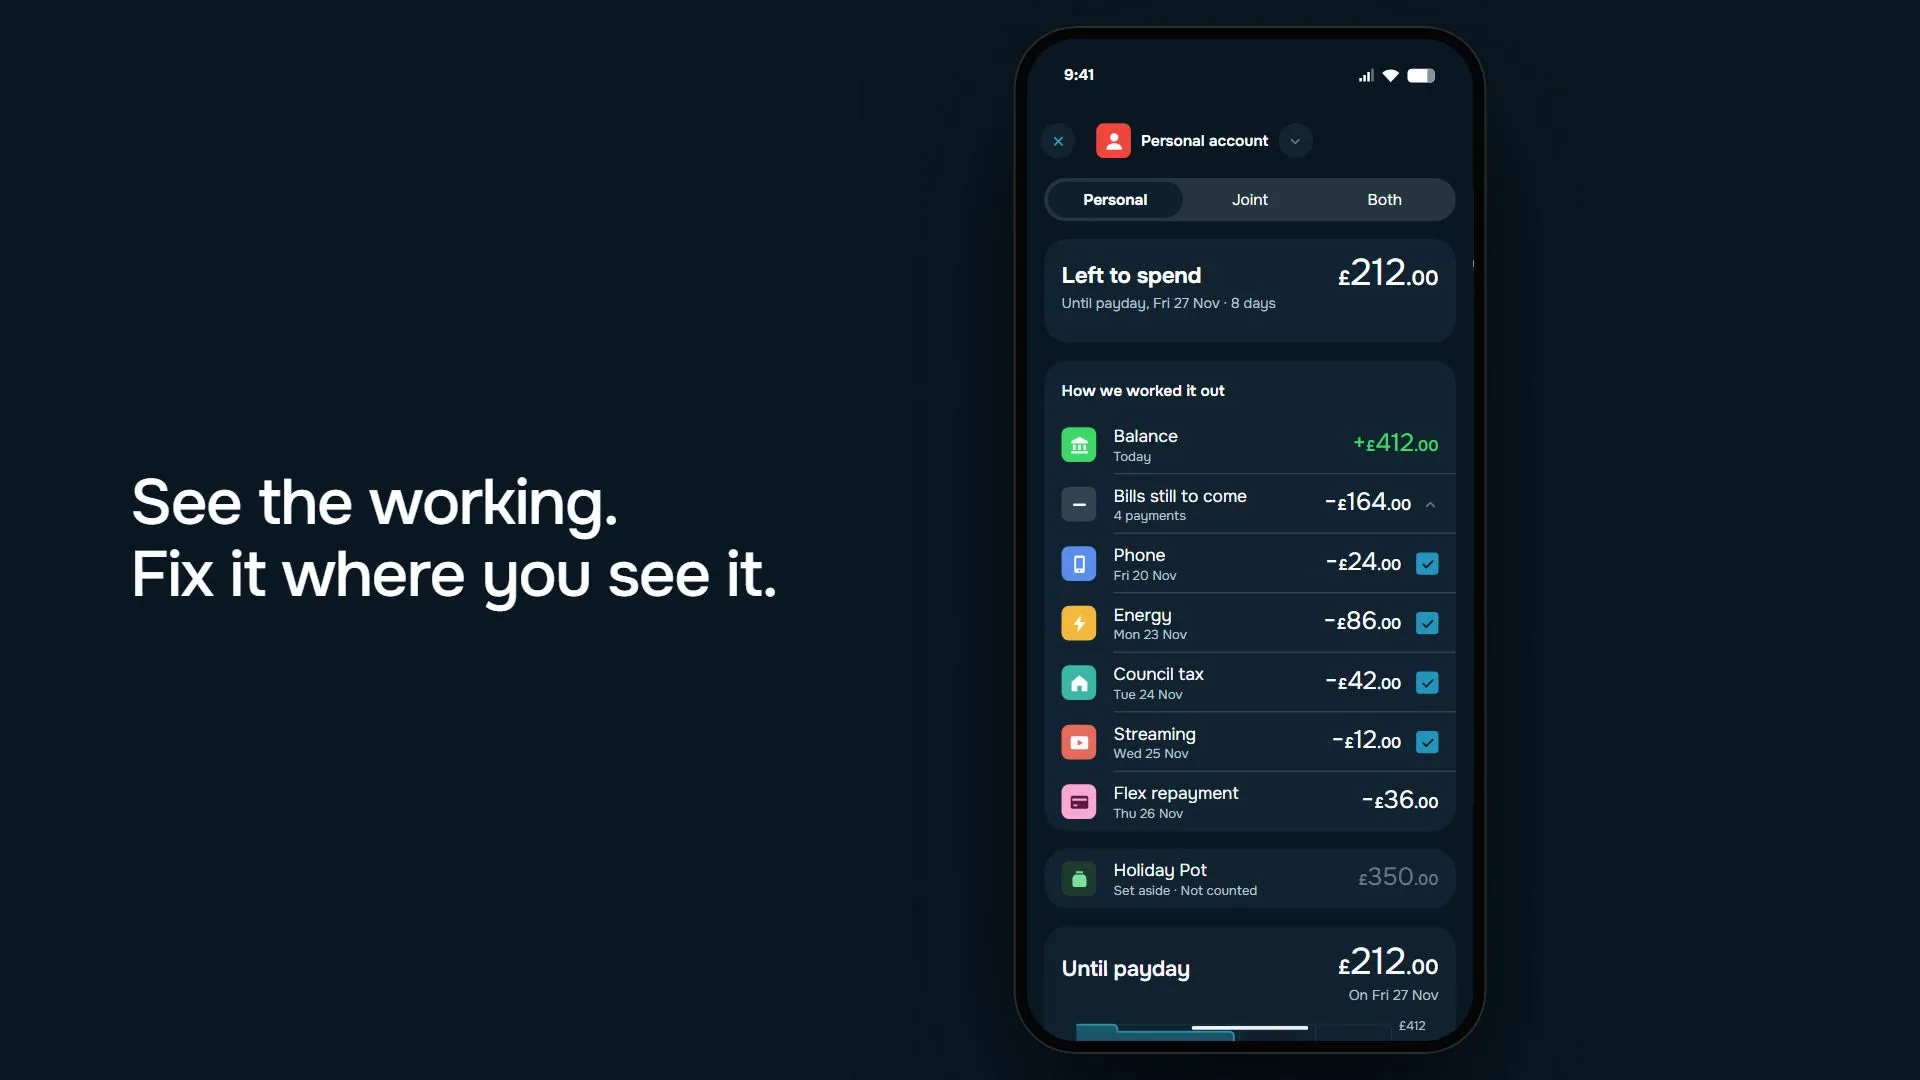 See the working.
Fix it where you see it.
9:41
Personal account
Personal Joint Both
Left to spend £212.00
Until payday, Fri 27 Nov · 8 days
How we worked it out
Balance +£412.00
Today
Bills still to come -£164.00
4 payments
Phone -£24.00
Fri 20 Nov
Energy -£86.00
Mon 23 Nov
Council tax -£42.00
Tue 24 Nov
Streaming -£12.00
Wed 25 Nov
Flex repayment -£36.00
Thu 26 Nov
Holiday Pot £350.00
Set aside · Not counted
Until payday £212.00
On Fri 27 Nov
£412